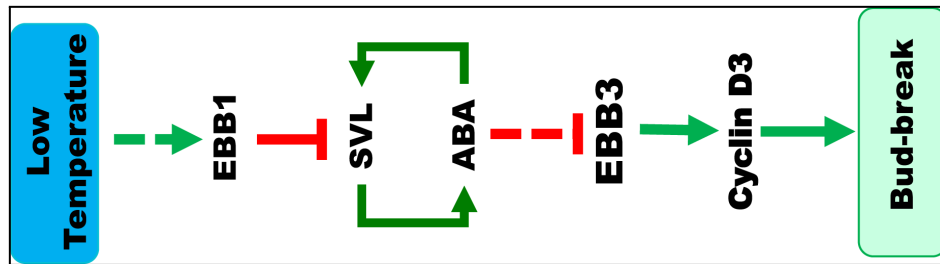 Low
Temperature
EBB1
SVL
ABA
EBB3
Cyclin D3
Bud-break